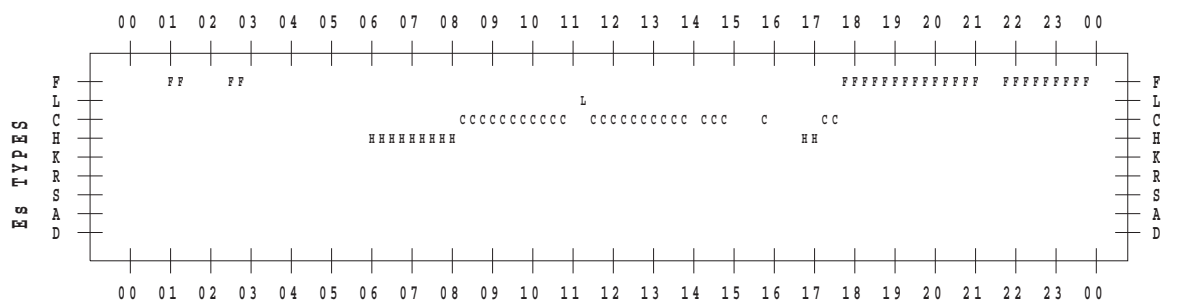 00 01 02 03 04 05 06 07 08 09 10 11 12 13 14 15 16 17 18 19 20 21 22 23 00
F FF FF FFFFFFFFFFFFFF FFFFFFFFF F
L L L
C CCCCCCCCCCC CCCCCCCCCC CCC C CC C
H HHHHHHHHH HH H
K K
R R
S S
A A
D D
Es TYPES
00 01 02 03 04 05 06 07 08 09 10 11 12 13 14 15 16 17 18 19 20 21 22 23 00